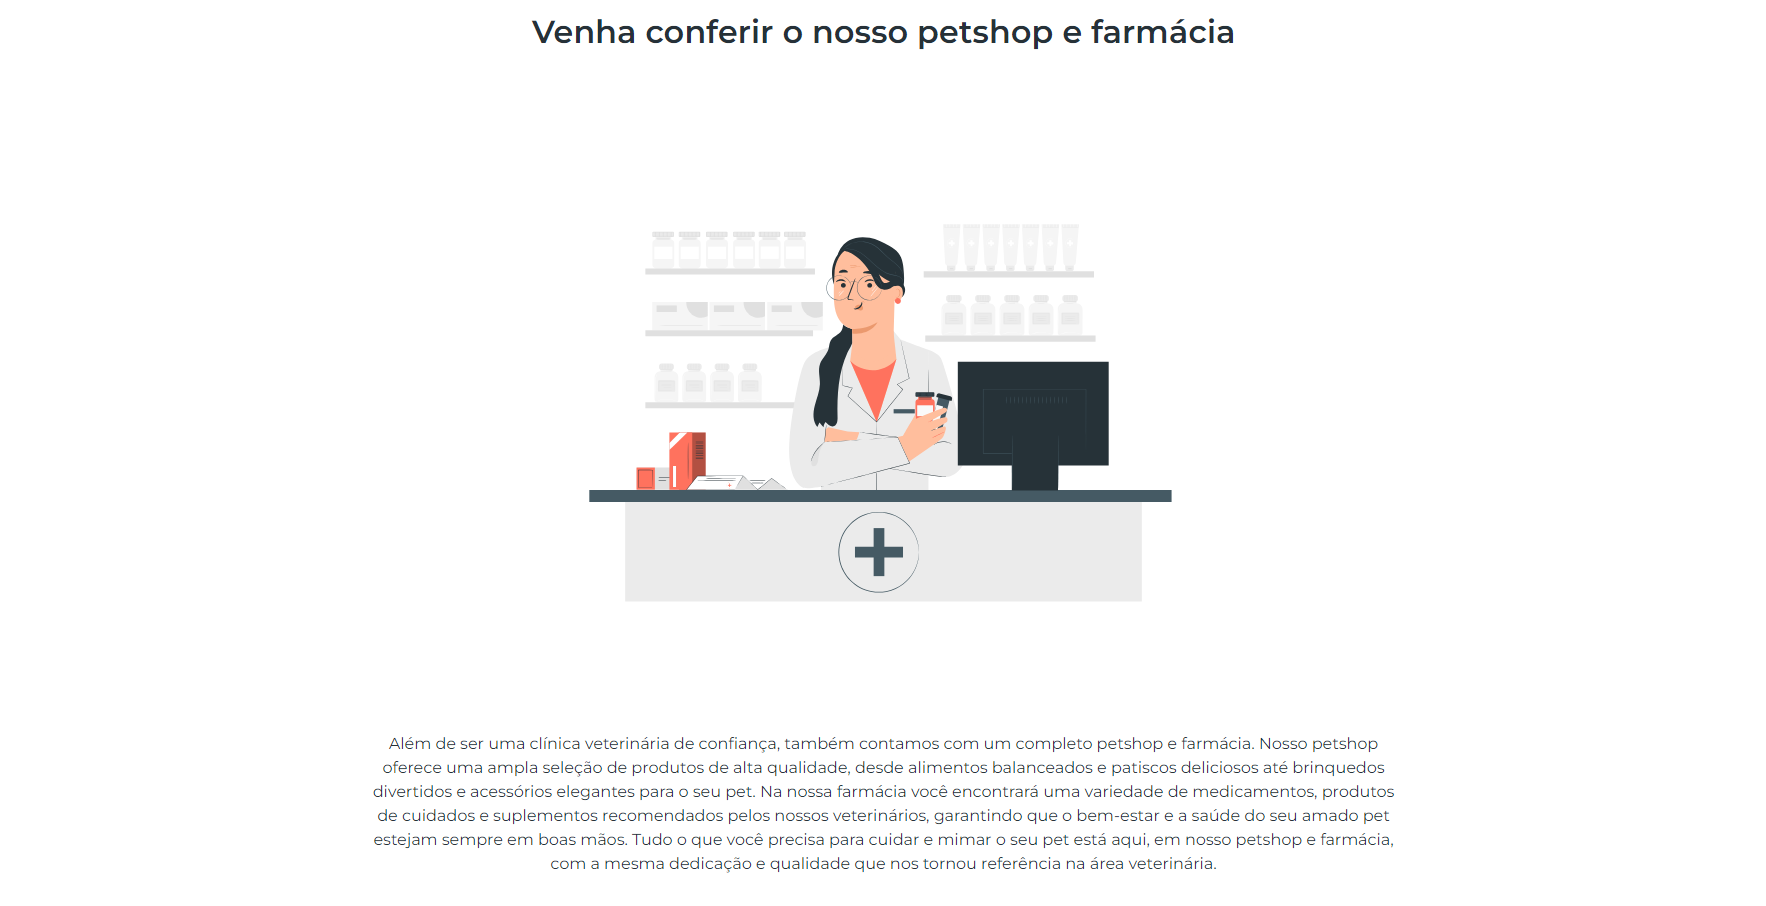 Venha conferir o nosso petshop e farmácia
Além de ser uma clínica veterinária de confiança, também contamos com um completo petshop e farmácia. Nosso petshop
oferece uma ampla seleção de produtos de alta qualidade, desde alimentos balanceados e patiscos deliciosos até brinquedos
divertidos e acessórios elegantes para o seu pet. Na nossa farmácia você encontrará uma variedade de medicamentos, produtos
de cuidados e suplementos recomendados pelos nossos veterinários, garantindo que o bem-estar e a saúde do seu amado pet
estejam sempre em boas mãos. Tudo o que você precisa para cuidar e mimar o seu pet está aqui, em nosso petshop e farmácia,
com a mesma dedicação e qualidade que nos tornou referência na área veterinária.